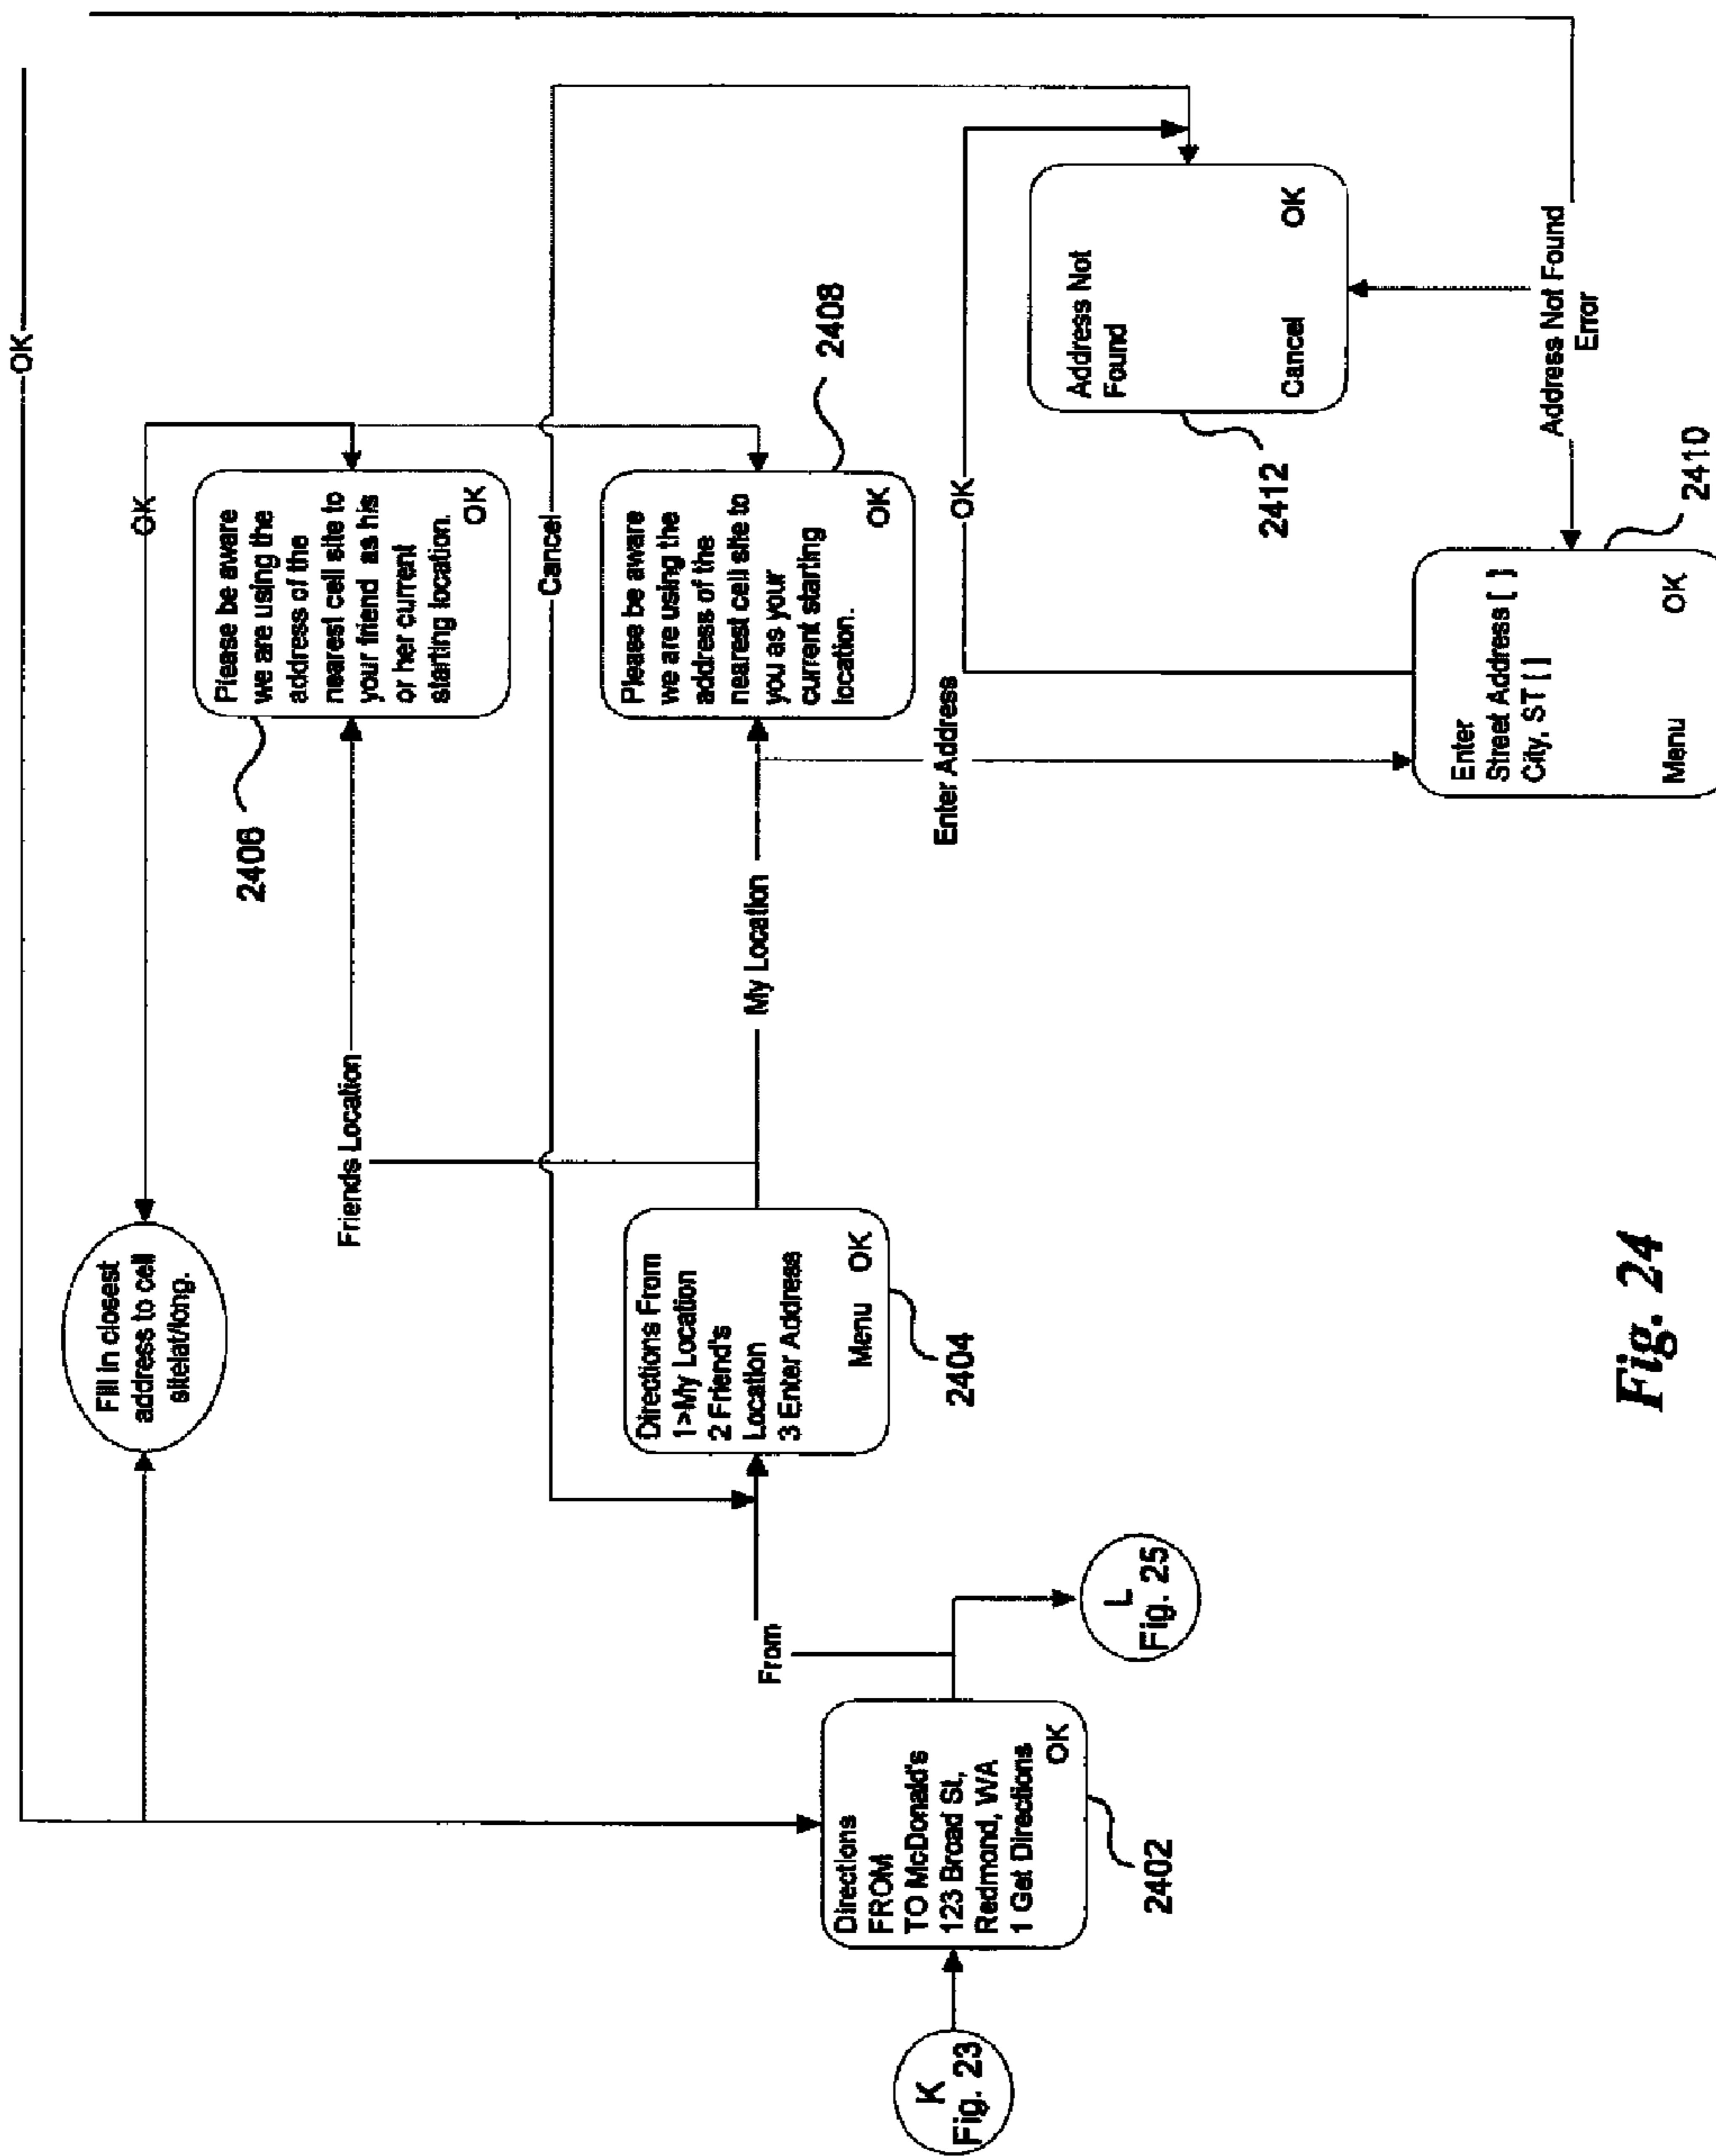 OK
Fill in closest
address to cell
sitelat/long.
OK
Please be aware
we are using the
address of the
nearest cell site to
your friend as his
or her current
starting location.
OK
2406
Friends Location
Cancel
Directions From
1>My Location
2 Friend's
Location
3 Enter Address
Menu OK
2404
My Location
Please be aware
we are using the
address of the
nearest cell site to
you as your
current starting
location.
OK
2408
From
Directions
FROM
TO McDonald's
123 Broad St,
Redmond, WA
1 Get Directions
OK
2402
K
Fig. 23
L
Fig. 25
Enter Address
OK
Address Not
Found
Cancel OK
2412
Address Not Found
Error
Enter
Street Address [ ]
City, ST [ ]
Menu OK
2410
Fig. 24